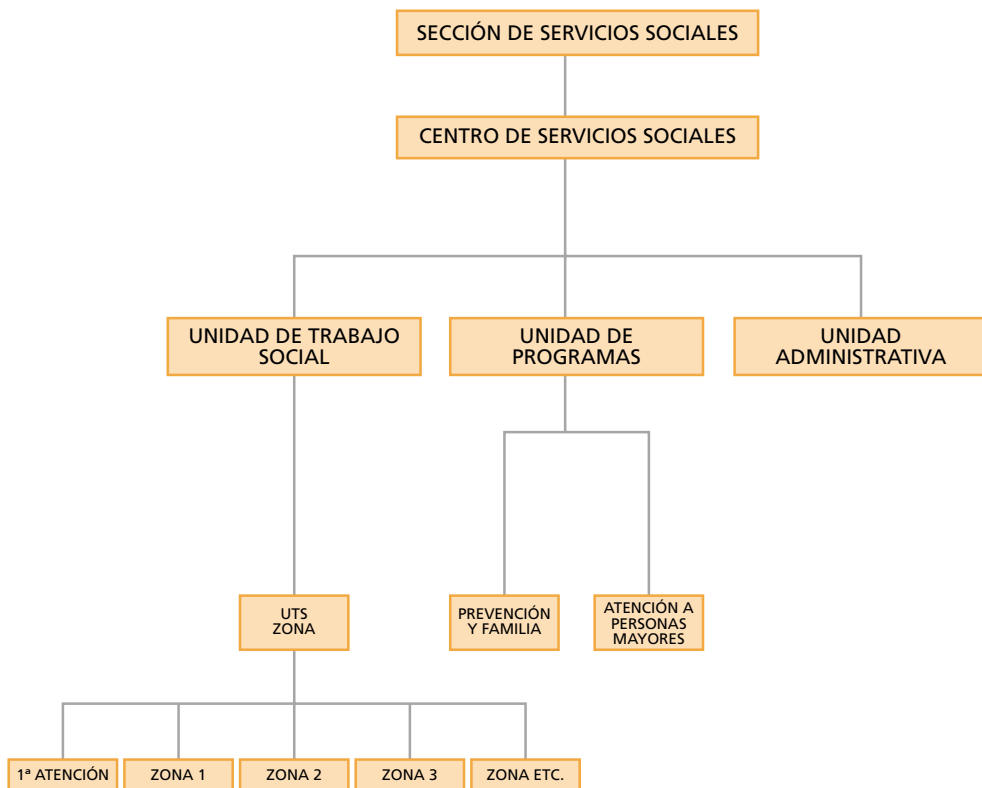 SECCIÓN DE SERVICIOS SOCIALES
CENTRO DE SERVICIOS SOCIALES
UNIDAD DE TRABAJO
SOCIAL
UNIDAD DE
PROGRAMAS
UNIDAD
ADMINISTRATIVA
UTS
ZONA
PREVENCIÓN
Y FAMILIA
ATENCIÓN A
PERSONAS
MAYORES
1ª ATENCIÓN
ZONA 1
ZONA 2
ZONA 3
ZONA ETC.